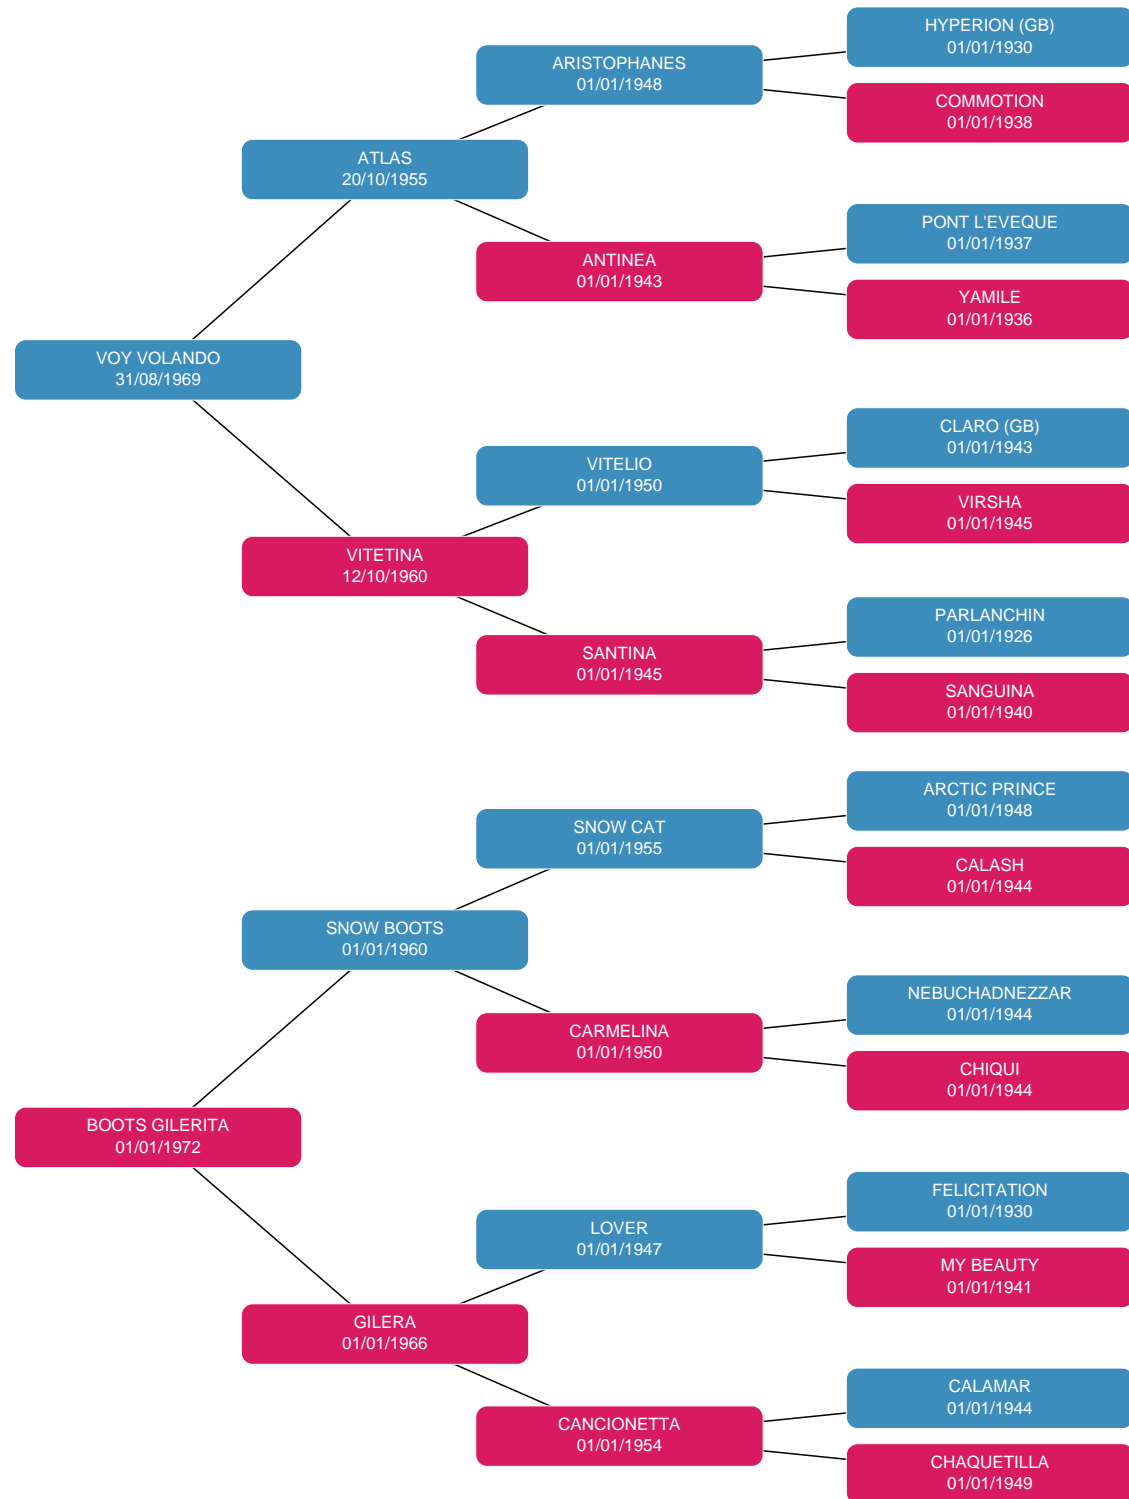 HYPERION (GB)
01/01/1930
ARISTOPHANES
01/01/1948
COMMOTION
01/01/1938
ATLAS
20/10/1955
PONT L'EVEQUE
01/01/1937
ANTINEA
01/01/1943
YAMILE
01/01/1936
VOY VOLANDO
31/08/1969
CLARO (GB)
01/01/1943
VITELIO
01/01/1950
VIRSHA
01/01/1945
VITETINA
12/10/1960
PARLANCHIN
01/01/1926
SANTINA
01/01/1945
SANGUINA
01/01/1940
ARCTIC PRINCE
01/01/1948
SNOW CAT
01/01/1955
CALASH
01/01/1944
SNOW BOOTS
01/01/1960
NEBUCHADNEZZAR
01/01/1944
CARMELINA
01/01/1950
CHIQUI
01/01/1944
BOOTS GILERITA
01/01/1972
FELICITATION
01/01/1930
LOVER
01/01/1947
MY BEAUTY
01/01/1941
GILERA
01/01/1966
CALAMAR
01/01/1944
CANCIONETTA
01/01/1954
CHAQUETILLA
01/01/1949